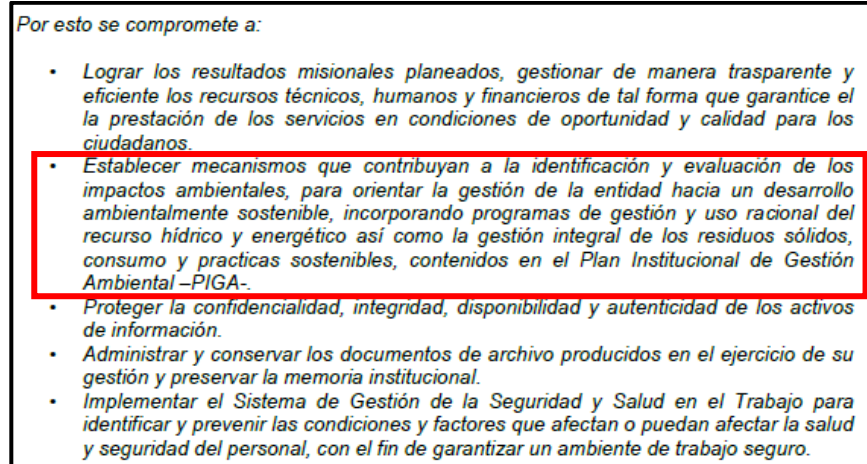 Por esto se compromete a:
• Lograr los resultados misionales planeados, gestionar de manera trasparente y
eficiente los recursos técnicos, humanos y financieros de tal forma que garantice el
la prestación de los servicios en condiciones de oportunidad y calidad para los
ciudadanos.
• Establecer mecanismos que contribuyan a la identificación y evaluación de los
impactos ambientales, para orientar la gestión de la entidad hacia un desarrollo
ambientalmente sostenible, incorporando programas de gestión y uso racional del
recurso hídrico y energético así como la gestión integral de los residuos sólidos,
consumo y practicas sostenibles, contenidos en el Plan Institucional de Gestión
Ambiental –PIGA-.
• Proteger la confidencialidad, integridad, disponibilidad y autenticidad de los activos
de información.
• Administrar y conservar los documentos de archivo producidos en el ejercicio de su
gestión y preservar la memoria institucional.
• Implementar el Sistema de Gestión de la Seguridad y Salud en el Trabajo para
identificar y prevenir las condiciones y factores que afectan o puedan afectar la salud
y seguridad del personal, con el fin de garantizar un ambiente de trabajo seguro.